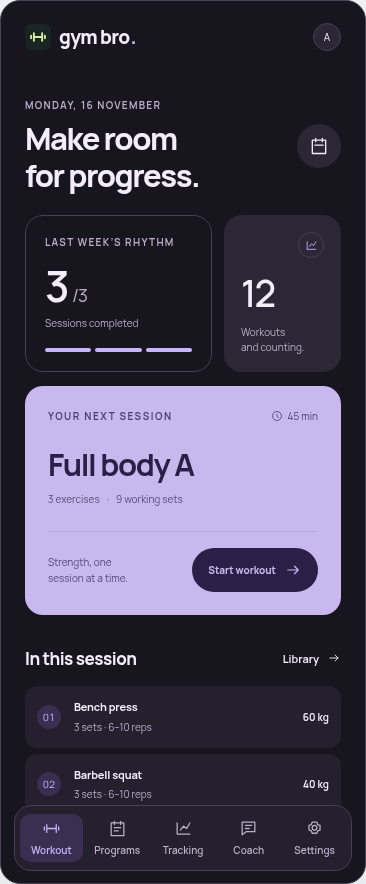 gym bro.
A
MONDAY, 16 NOVEMBER
Make room
for progress.
LAST WEEK'S RHYTHM
3 /3
Sessions completed
12
Workouts
and counting.
YOUR NEXT SESSION
45 min
Full body A
3 exercises · 9 working sets
Strength, one
session at a time.
Start workout
In this session
Library
01
Bench press
3 sets · 6–10 reps
60 kg
02
Barbell squat
3 sets · 6–10 reps
40 kg
Workout
Programs
Tracking
Coach
Settings